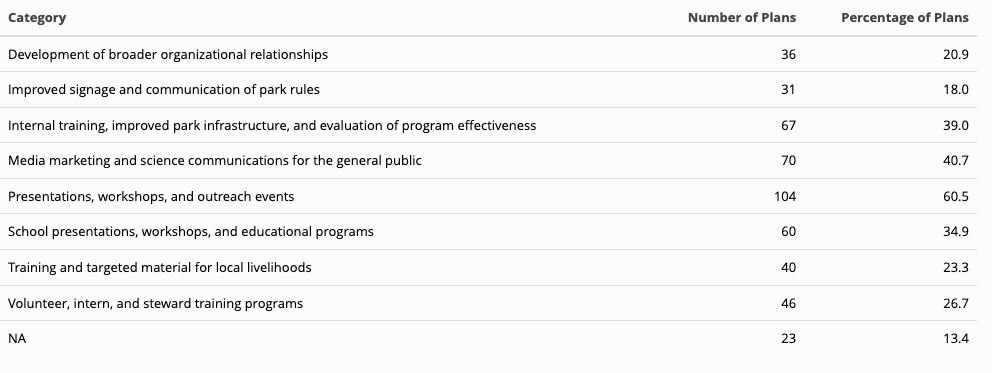 Category Number of Plans Percentage of Plans
Development of broader organizational relationships 36 20.9
Improved signage and communication of park rules 31 18.0
Internal training, improved park infrastructure, and evaluation of program effectiveness 67 39.0
Media marketing and science communications for the general public 70 40.7
Presentations, workshops, and outreach events 104 60.5
School presentations, workshops, and educational programs 60 34.9
Training and targeted material for local livelihoods 40 23.3
Volunteer, intern, and steward training programs 46 26.7
NA 23 13.4